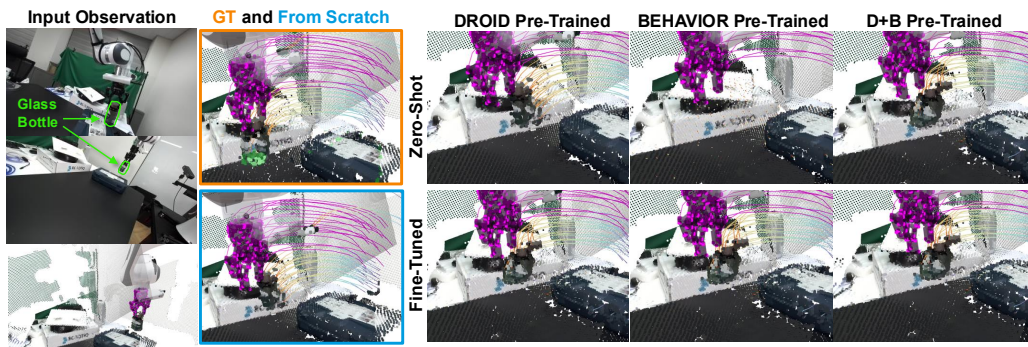 Input Observation
GT and From Scratch
DROID Pre-Trained
BEHAVIOR Pre-Trained
D+B Pre-Trained
Glass
Bottle
Zero-Shot
Fine-Tuned